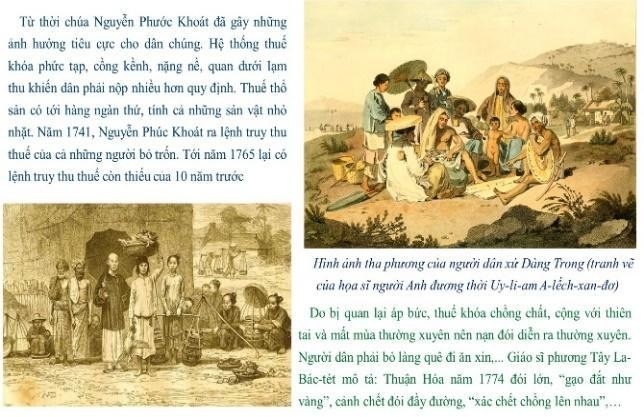 Từ thời chúa Nguyễn Phước Khoát đã gây những
ảnh hưởng tiêu cực cho dân chúng. Hệ thống thuế
khóa phức tạp, cồng kềnh, nặng nề, quan dưới lạm
thu khiến dân phải nộp nhiều hơn quy định. Thuế thổ
sản có tới hàng ngàn thứ, tính cả những sản vật nhỏ
nhặt. Năm 1741, Nguyễn Phúc Khoát ra lệnh truy thu
thuế của cả những người bỏ trốn. Tới năm 1765 lại có
lệnh truy thu thuế còn thiếu của 10 năm trước
Hình ảnh tha phương của người dân xứ Đàng Trong (tranh vẽ
của họa sĩ người Anh đương thời Uy-li-am A-lếch-xan-đơ)
Do bị quan lại áp bức, thuế khóa chồng chất, cộng với thiên
tai và mất mùa thường xuyên nên nạn đói diễn ra thường xuyên.
Người dân phải bỏ làng quê đi ăn xin,... Giáo sĩ phương Tây La-
Bác-tét mô tả: Thuận Hóa năm 1774 đói lớn, “gạo đắt như
vàng”, cảnh chết đói đầy đường, “xác chết chồng lên nhau”,…